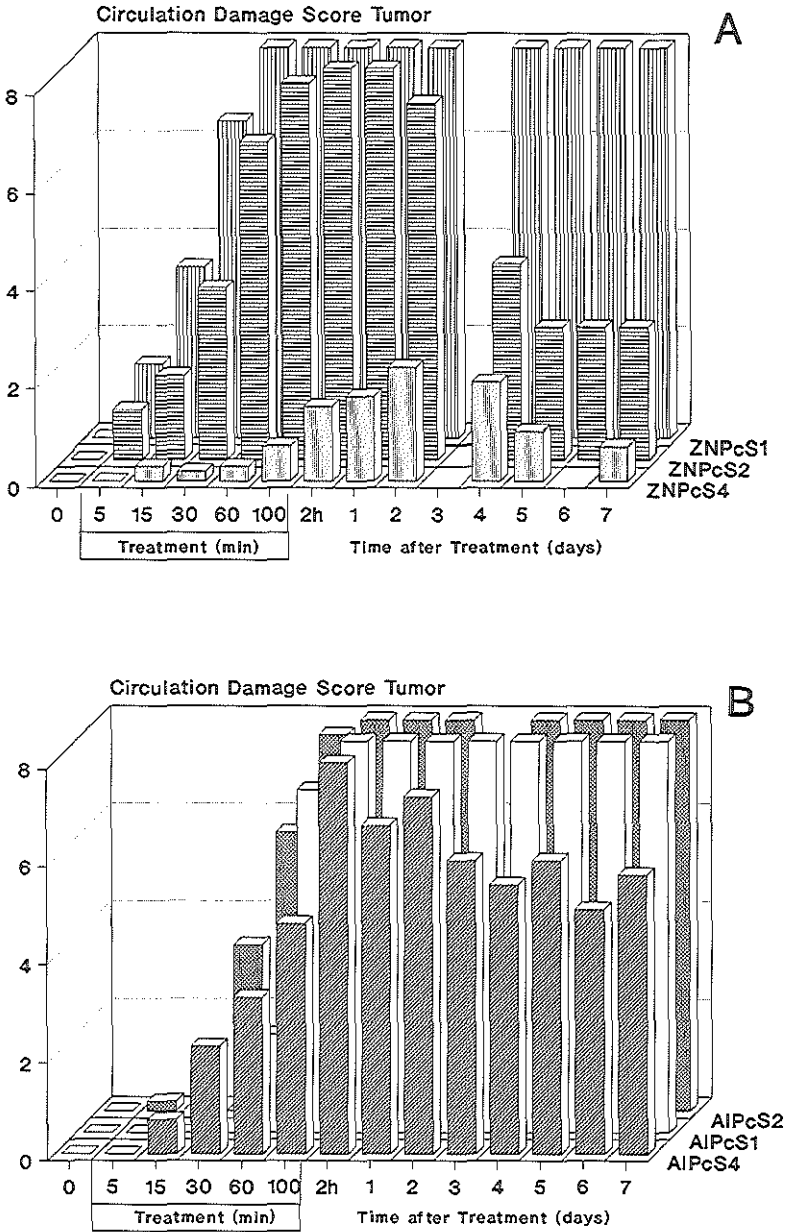 Circulation Damage Score Tumor
A
8
6
4
2
0
ZNPcS1
ZNPcS2
ZNPcS4
0 5 15 30 60 100 2h 1 2 3 4 5 6 7
Treatment (min) Time after Treatment (days)
Circulation Damage Score Tumor
B
8
6
4
2
0
AlPcS2
AlPcS1
AlPcS4
0 5 15 30 60 100 2h 1 2 3 4 5 6 7
Treatment (min) Time after Treatment (days)